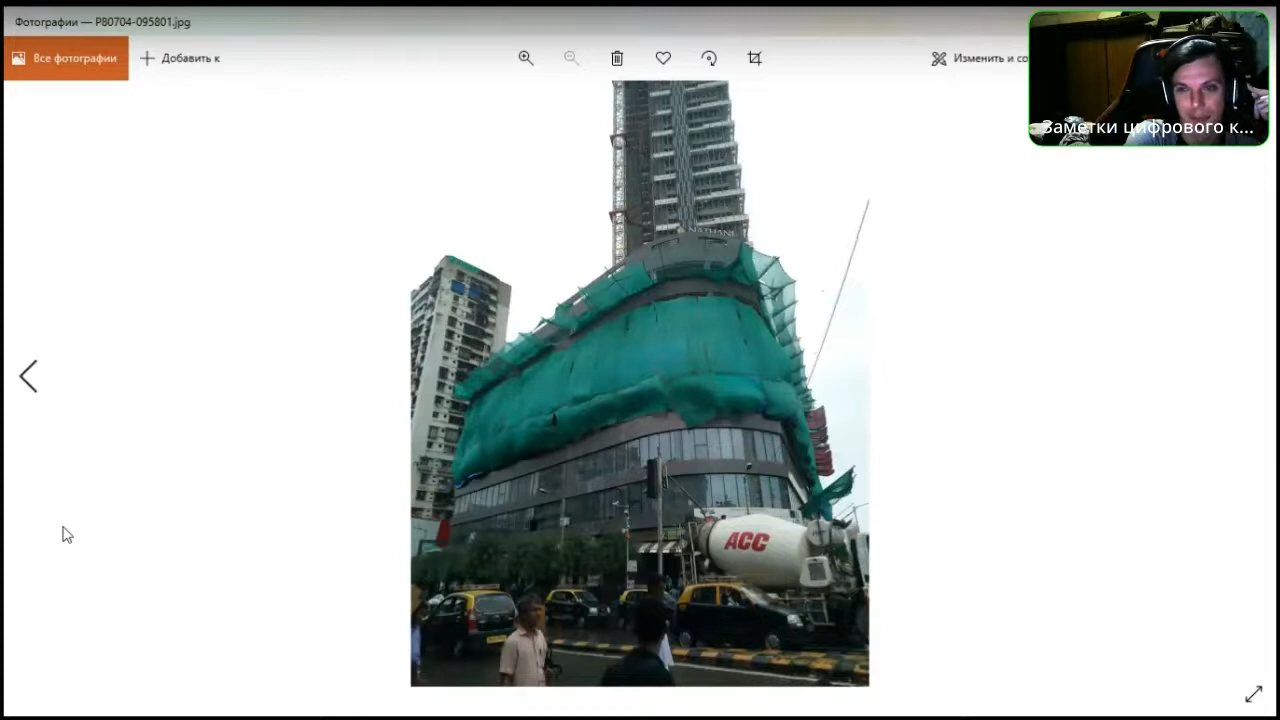 Фотографии — P80704-095801.jpg
Все фотографии
Добавить к
Изменить и со
Заметки цифрового к...
NATHANI
ACC